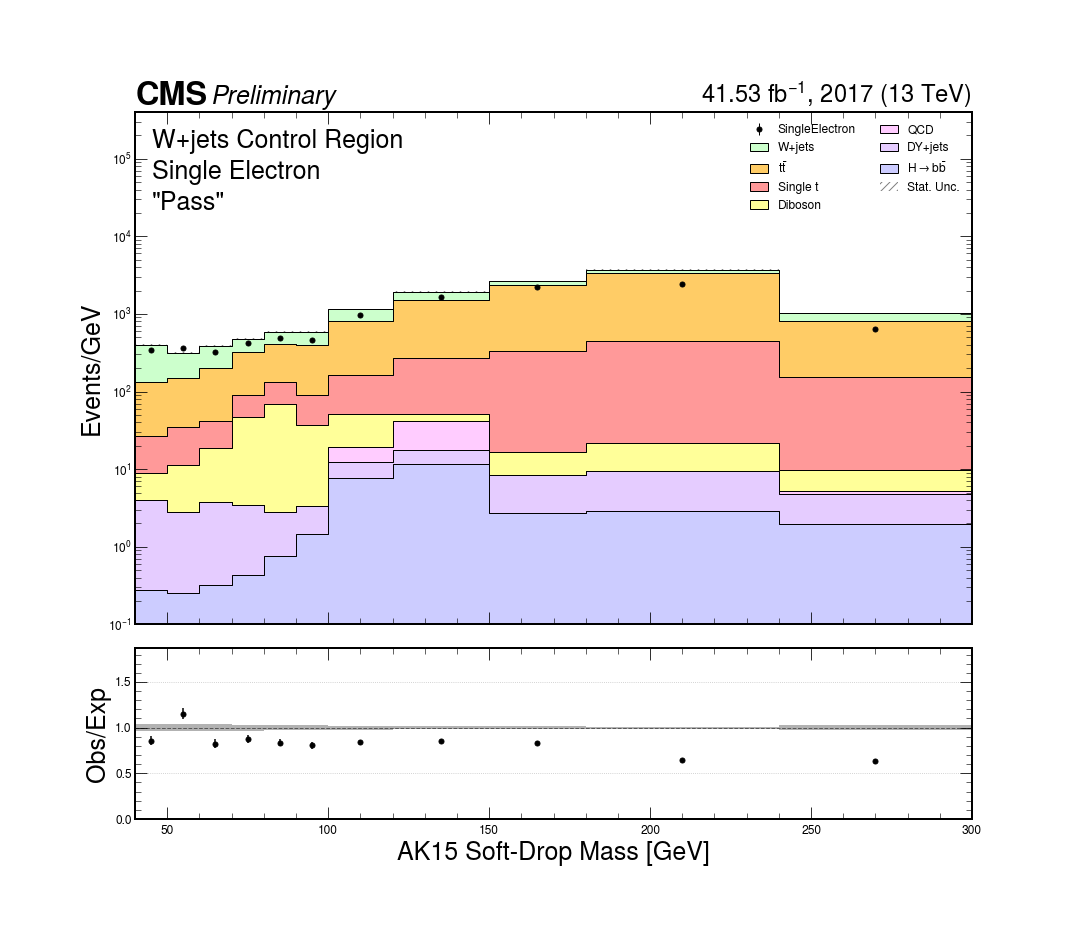 CMS Preliminary
41.53 fb⁻¹, 2017 (13 TeV)
W+jets Control Region
Single Electron
"Pass"
SingleElectron
W+jets
tt̄
Single t
Diboson
QCD
DY+jets
H→bb̄
Stat. Unc.
Events/GeV
10⁵
10⁴
10³
10²
10¹
10⁰
10⁻¹
Obs/Exp
1.5
1.0
0.5
0.0
50 100 150 200 250 300
AK15 Soft-Drop Mass [GeV]